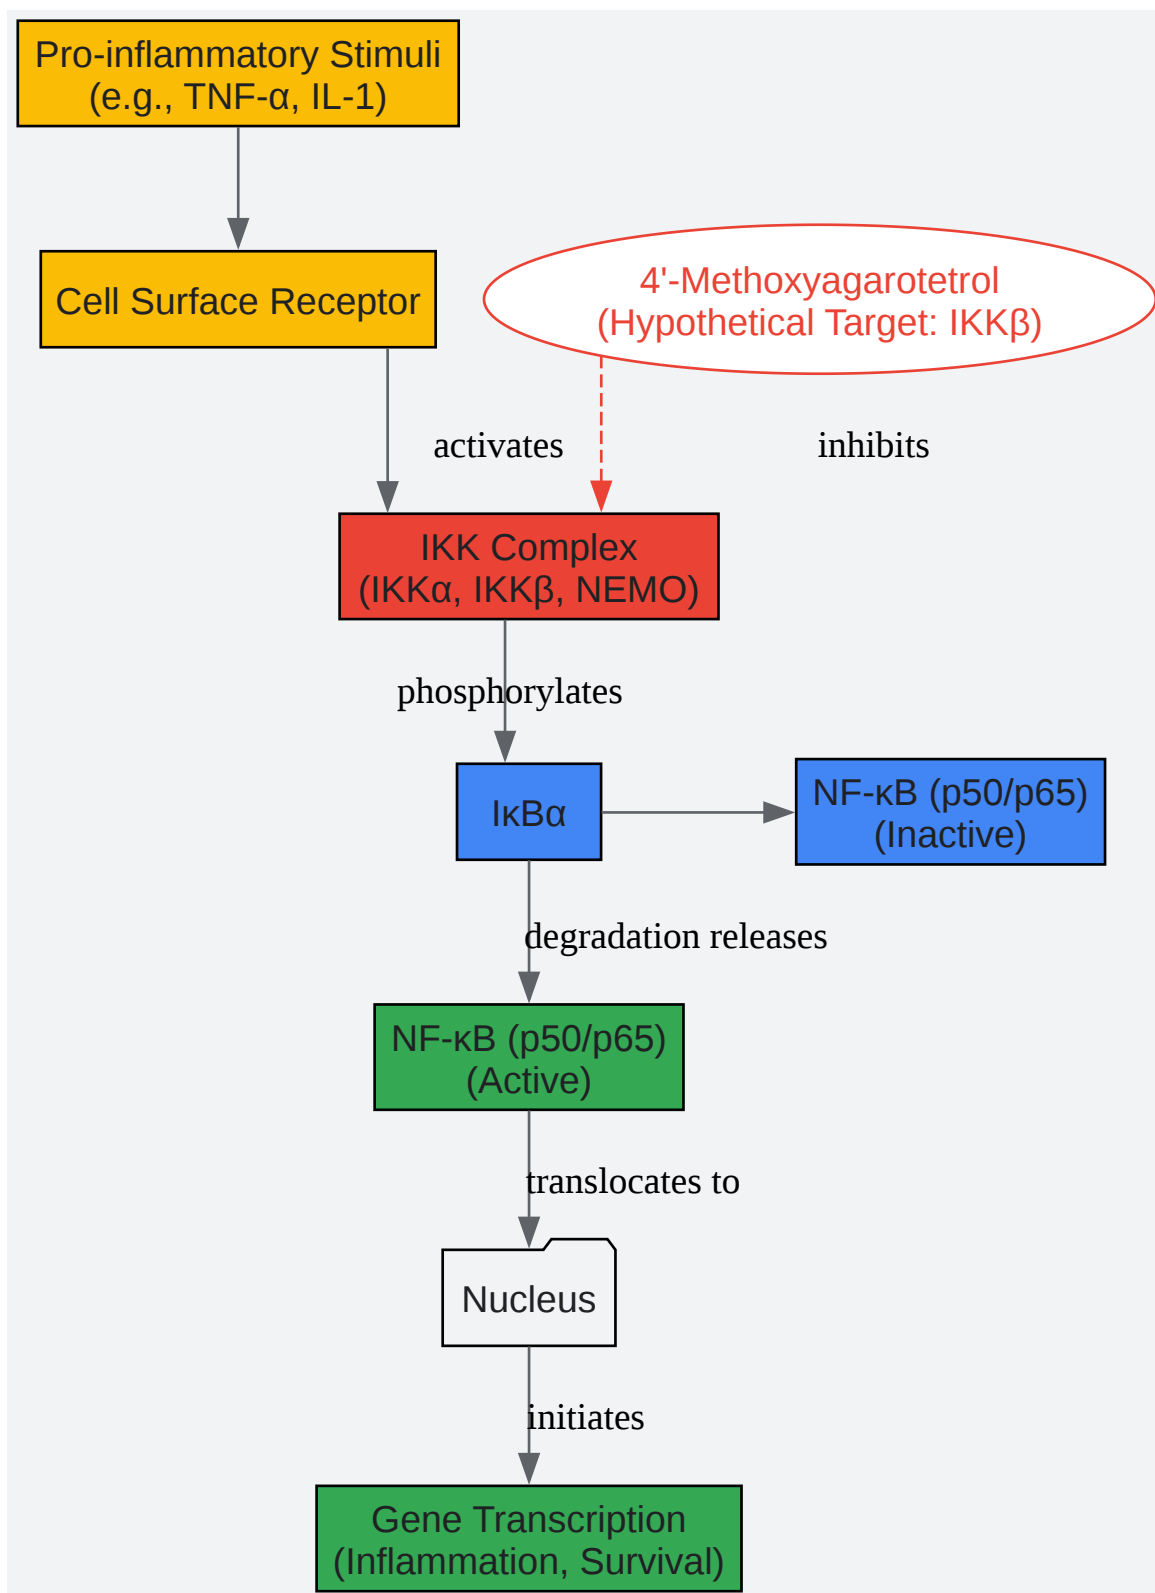 Pro-inflammatory Stimuli
(e.g., TNF-α, IL-1)
Cell Surface Receptor
4'-Methoxyagarotetrol
(Hypothetical Target: IKKβ)
activates
inhibits
IKK Complex
(IKKα, IKKβ, NEMO)
phosphorylates
IκBα
NF-κB (p50/p65)
(Inactive)
degradation releases
NF-κB (p50/p65)
(Active)
translocates to
Nucleus
initiates
Gene Transcription
(Inflammation, Survival)